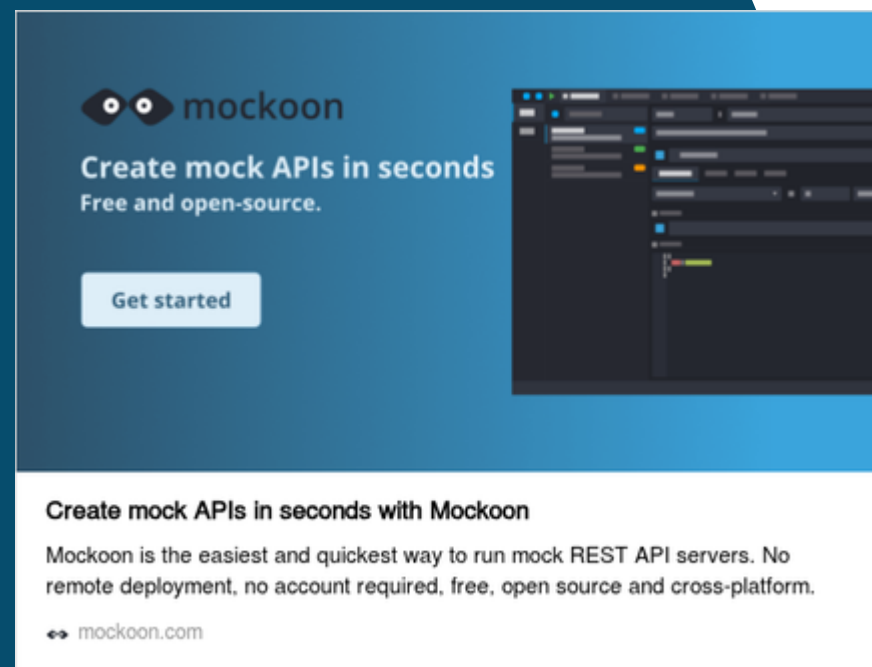 mockoon
Create mock APIs in seconds
Free and open-source.
Get started
Create mock APIs in seconds with Mockoon
Mockoon is the easiest and quickest way to run mock REST API servers. No
remote deployment, no account required, free, open source and cross-platform.
mockoon.com